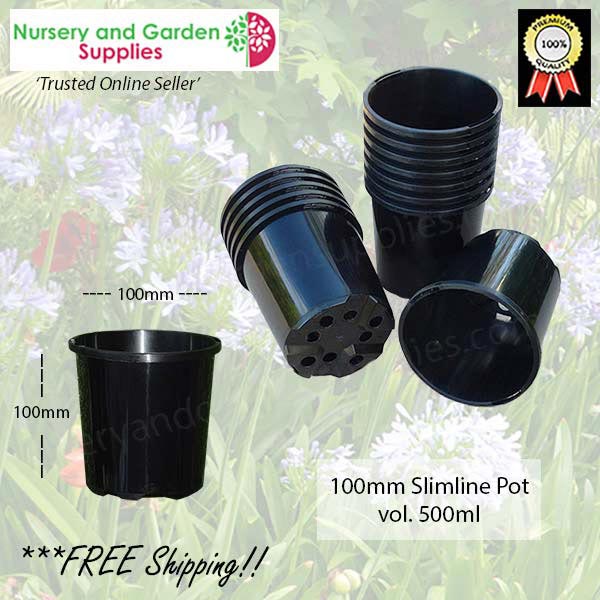 Nursery and Garden
Supplies
‘Trusted Online Seller’
PREMIUM
100%
QUALITY
---- 100mm ----
100mm
100mm Slimline Pot
vol. 500ml
***FREE Shipping!!